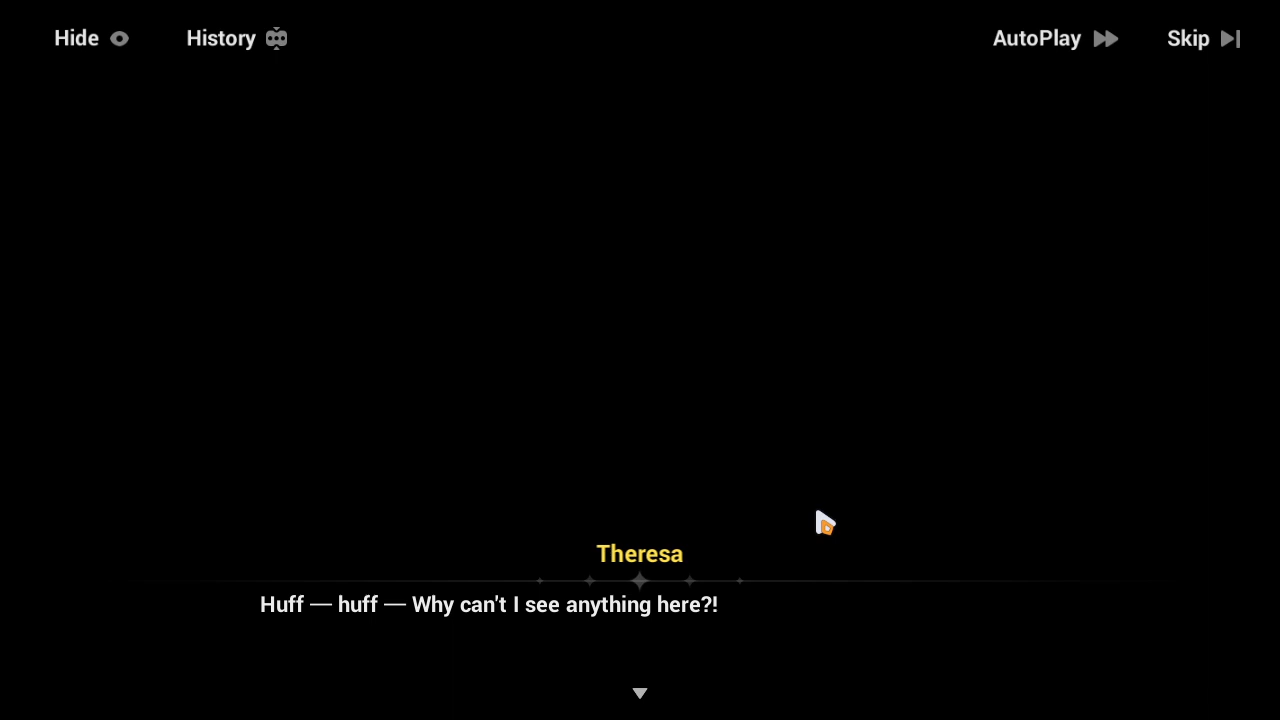 Hide
History
AutoPlay
Skip
Theresa
Huff — huff — Why can't I see anything here?!